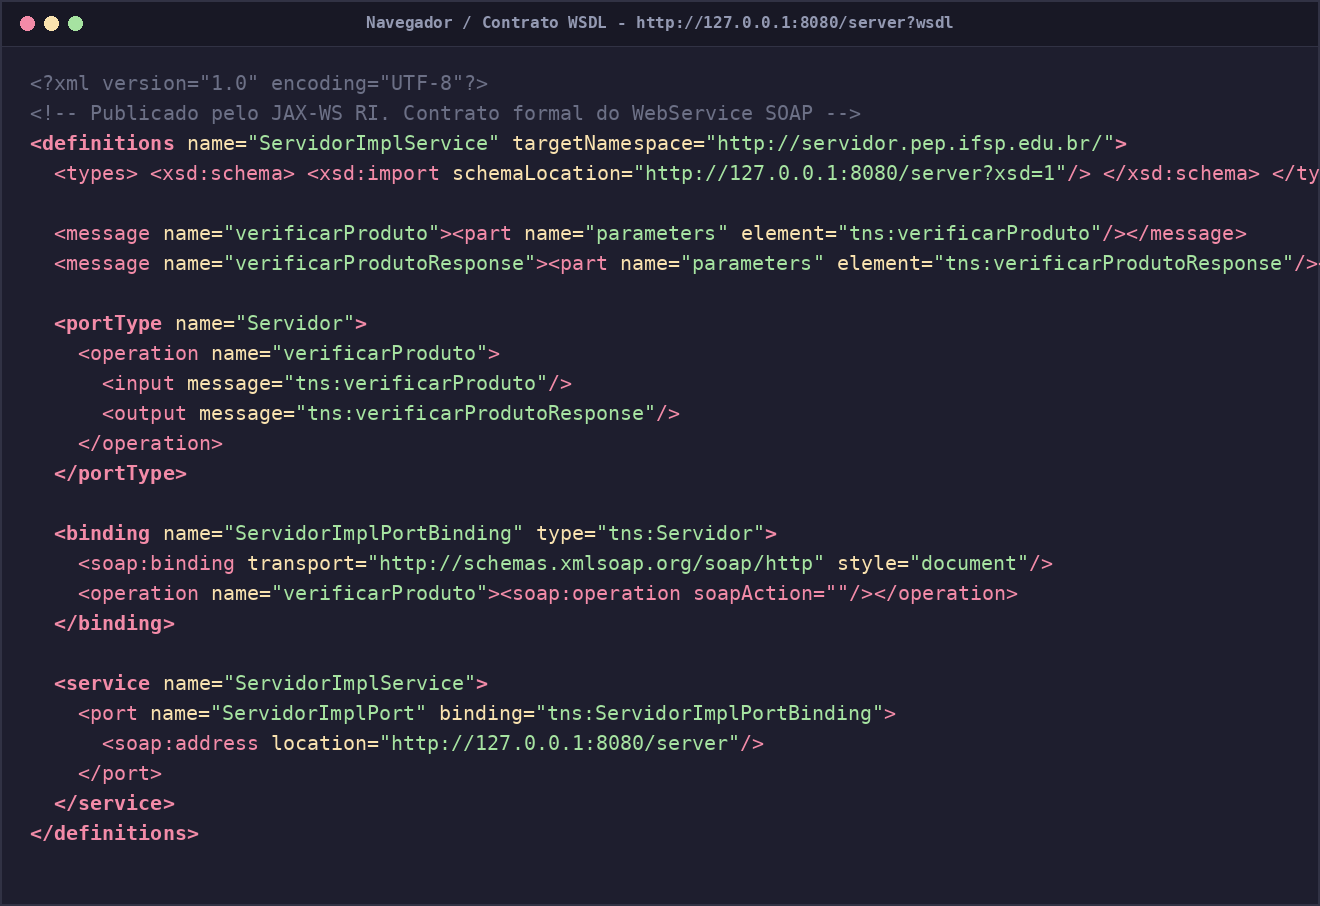 Navegador / Contrato WSDL - http://127.0.0.1:8080/server?wsdl
<?xml version="1.0" encoding="UTF-8"?>
<!-- Publicado pelo JAX-WS RI. Contrato formal do WebService SOAP -->
<definitions name="ServidorImplService" targetNamespace="http://servidor.pep.ifsp.edu.br/">
  <types> <xsd:schema> <xsd:import schemaLocation="http://127.0.0.1:8080/server?xsd=1"/> </xsd:schema> </ty
  <message name="verificarProduto"><part name="parameters" element="tns:verificarProduto"/></message>
  <message name="verificarProdutoResponse"><part name="parameters" element="tns:verificarProdutoResponse"/>
  <portType name="Servidor">
    <operation name="verificarProduto">
      <input message="tns:verificarProduto"/>
      <output message="tns:verificarProdutoResponse"/>
    </operation>
  </portType>
  <binding name="ServidorImplPortBinding" type="tns:Servidor">
    <soap:binding transport="http://schemas.xmlsoap.org/soap/http" style="document"/>
    <operation name="verificarProduto"><soap:operation soapAction=""/></operation>
  </binding>
  <service name="ServidorImplService">
    <port name="ServidorImplPort" binding="tns:ServidorImplPortBinding">
      <soap:address location="http://127.0.0.1:8080/server"/>
    </port>
  </service>
</definitions>